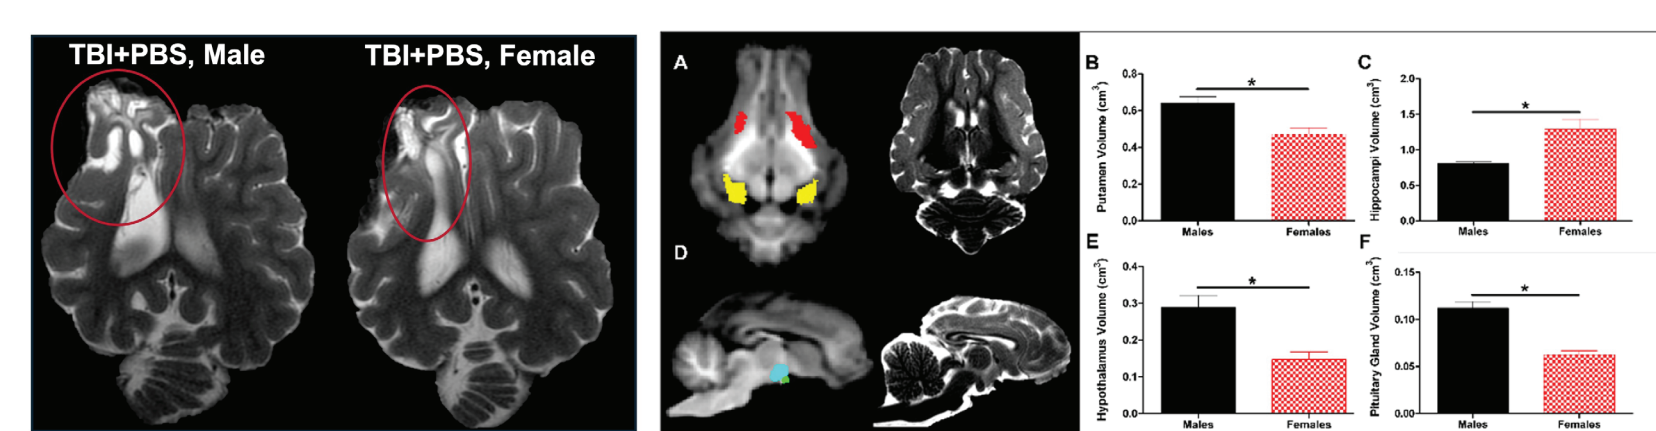 TBI+PBS, Male
TBI+PBS, Female
A
D
B
Putamen Volume (cm³)
0.8
0.6
0.4
0.2
0.0
*
Males
Females
C
Hippocampi Volume (cm³)
2.0
1.5
1.0
0.5
0.0
*
Males
Females
E
Hypothalamus Volume (cm³)
0.4
0.3
0.2
0.1
0.0
*
Males
Females
F
Pituitary Gland Volume (cm³)
0.15
0.10
0.05
0.00
*
Males
Females